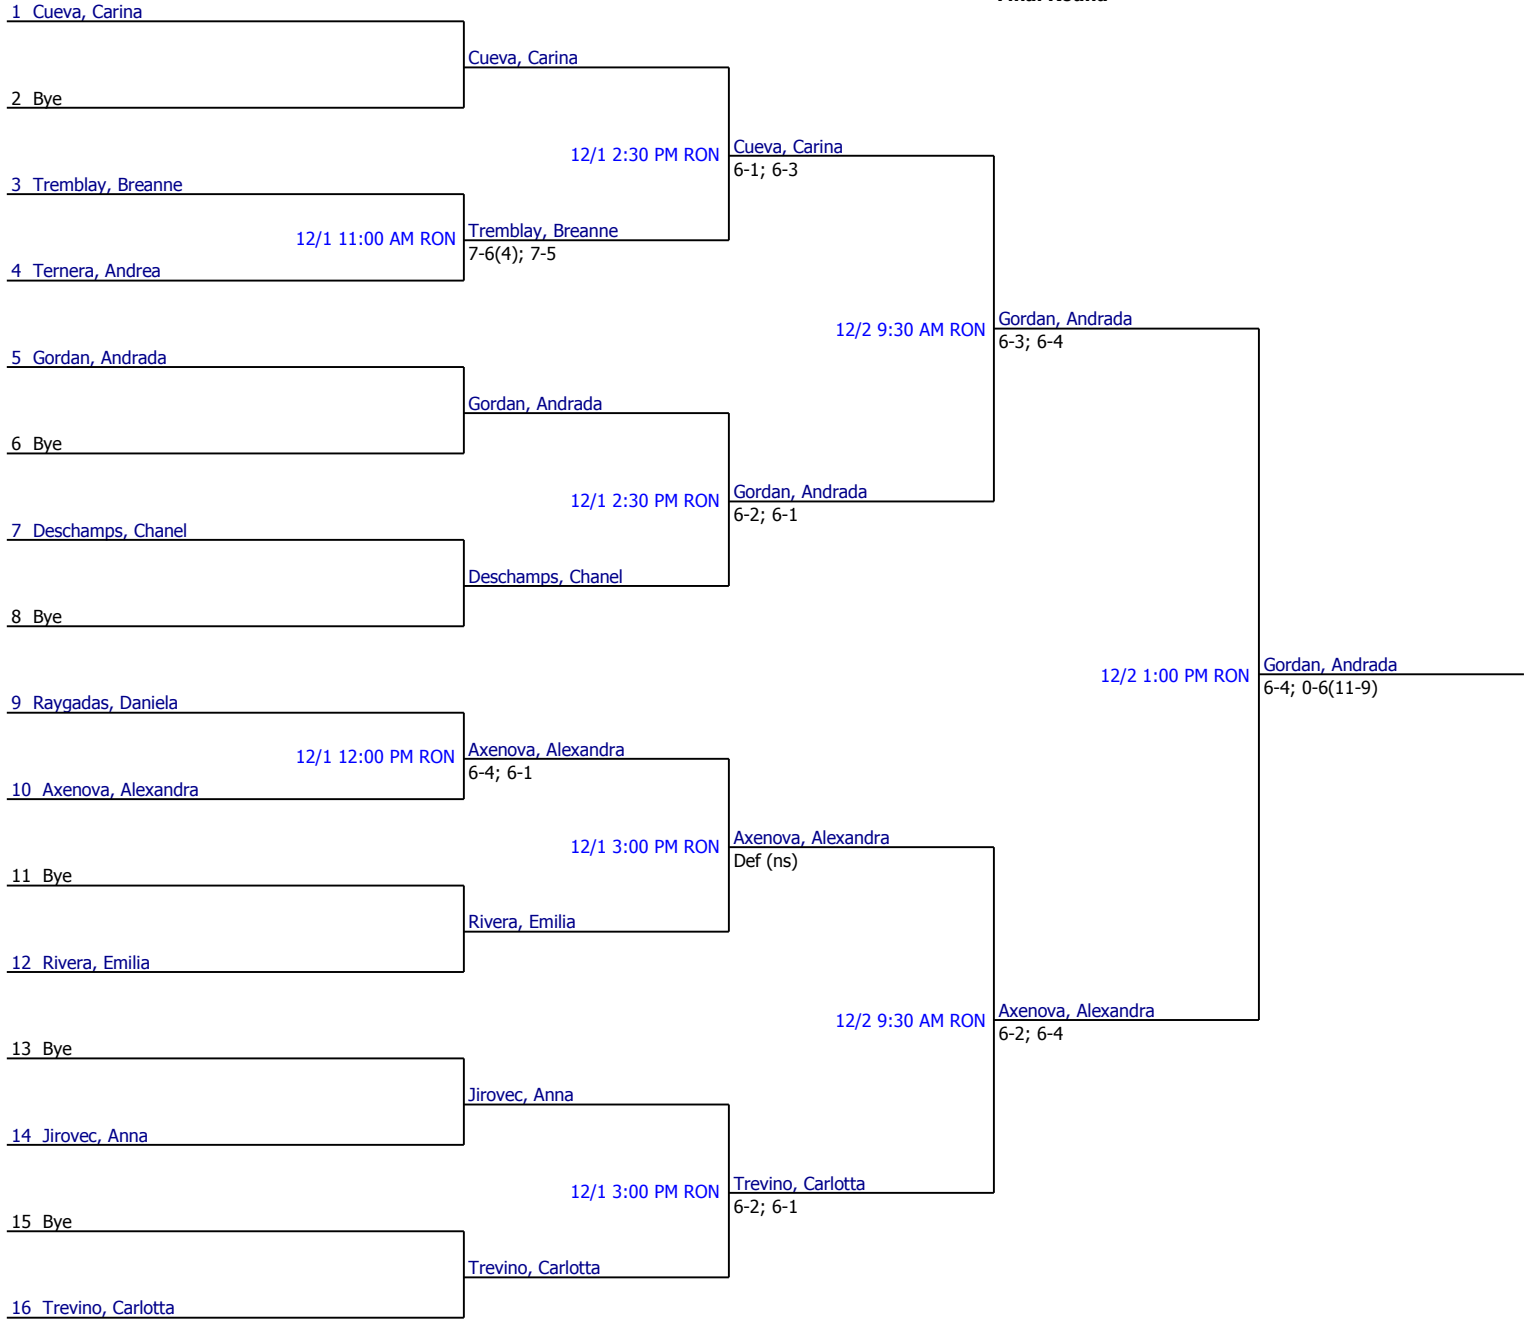 Final Round
1 Cueva, Carina
Cueva, Carina
2 Bye
12/1 2:30 PM RON
Cueva, Carina
6-1; 6-3
3 Tremblay, Breanne
12/1 11:00 AM RON
Tremblay, Breanne
7-6(4); 7-5
4 Ternera, Andrea
12/2 9:30 AM RON
Gordan, Andrada
6-3; 6-4
5 Gordan, Andrada
Gordan, Andrada
6 Bye
12/1 2:30 PM RON
Gordan, Andrada
6-2; 6-1
7 Deschamps, Chanel
Deschamps, Chanel
8 Bye
12/2 1:00 PM RON
Gordan, Andrada
6-4; 0-6(11-9)
9 Raygadas, Daniela
12/1 12:00 PM RON
Axenova, Alexandra
6-4; 6-1
10 Axenova, Alexandra
12/1 3:00 PM RON
Axenova, Alexandra
Def (ns)
11 Bye
Rivera, Emilia
12 Rivera, Emilia
12/2 9:30 AM RON
Axenova, Alexandra
6-2; 6-4
13 Bye
Jirovec, Anna
14 Jirovec, Anna
12/1 3:00 PM RON
Trevino, Carlotta
6-2; 6-1
15 Bye
Trevino, Carlotta
16 Trevino, Carlotta